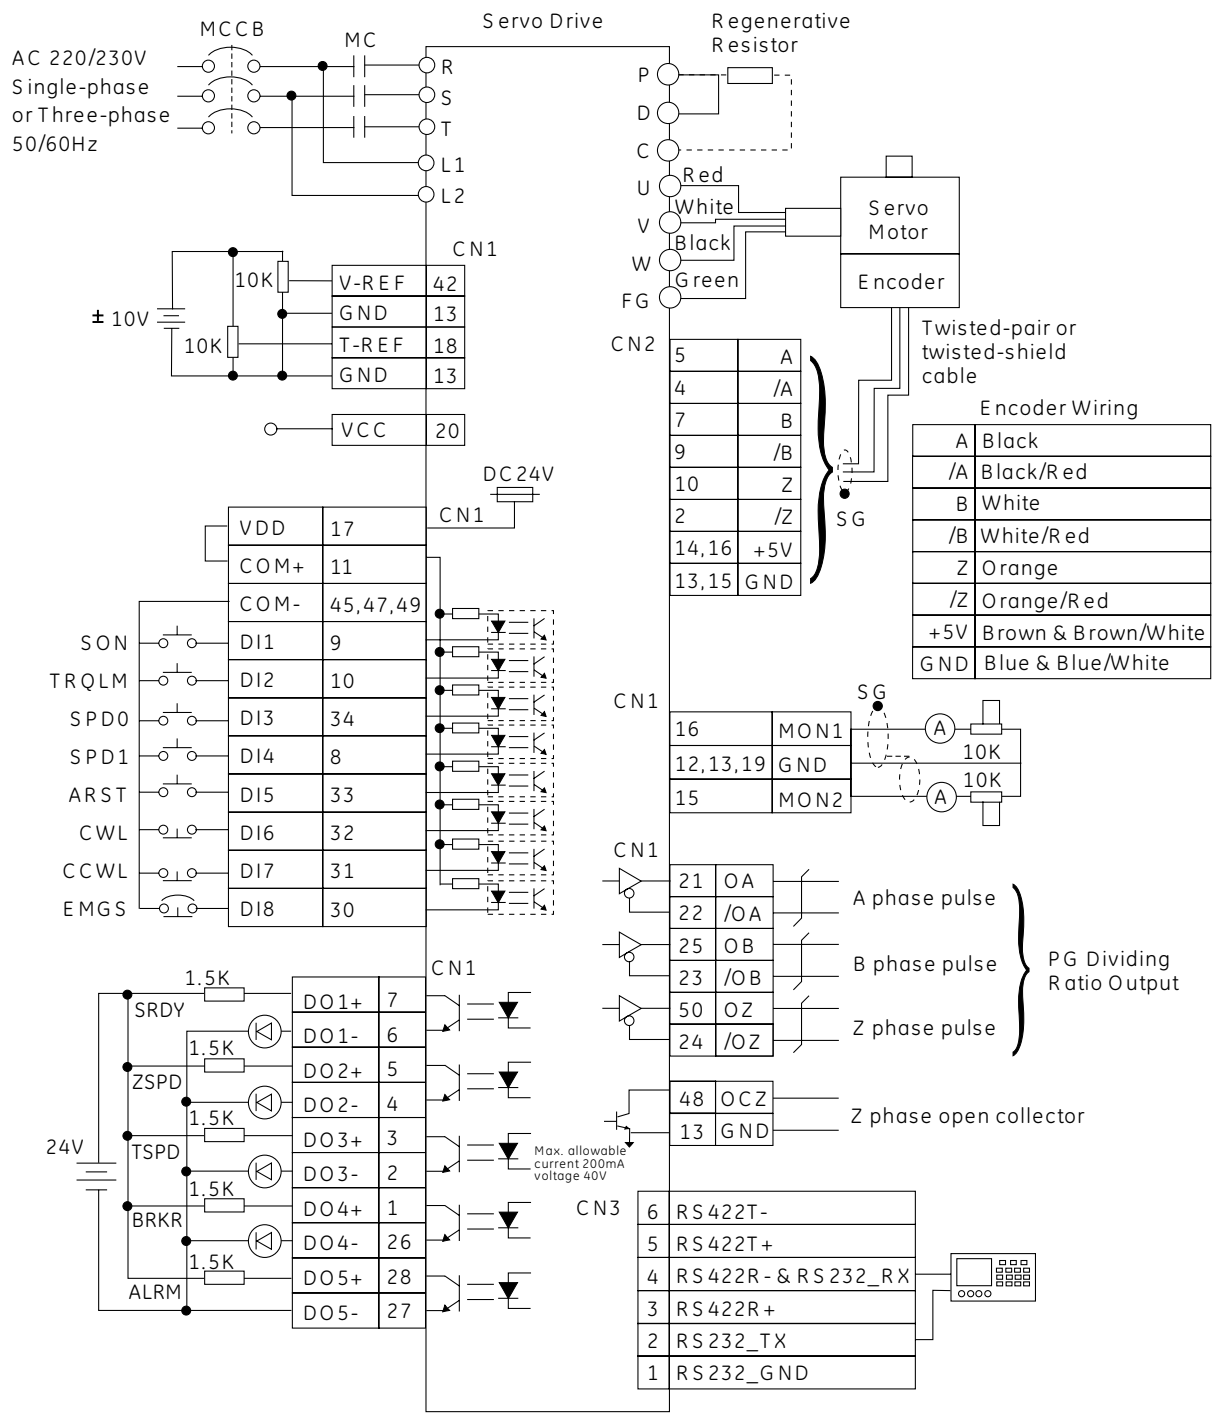 Servo Drive
MCCB
MC
AC 220/230V
Single-phase
or Three-phase
50/60Hz
R
S
T
L1
L2
Regenerative
Resistor
P
D
C
U
V
W
FG
Red
White
Black
Green
Servo
Motor
Encoder
CN1
± 10V
10K
10K
V-REF 42
GND 13
T-REF 18
GND 13
VCC 20
CN2
5 A
4 /A
7 B
9 /B
10 Z
2 /Z
14,16 +5V
13,15 GND
SG
Twisted-pair or
twisted-shield
cable
Encoder Wiring
A Black
/A Black/Red
B White
/B White/Red
Z Orange
/Z Orange/Red
+5V Brown & Brown/White
GND Blue & Blue/White
DC24V
CN1
VDD 17
COM+ 11
COM- 45,47,49
SON DI1 9
TRQLM DI2 10
SPD0 DI3 34
SPD1 DI4 8
ARST DI5 33
CWL DI6 32
CCWL DI7 31
EMGS DI8 30
CN1
SG
16 MON1
12,13,19 GND
15 MON2
A
10K
10K
A
CN1
21 OA
22 /OA
A phase pulse
25 OB
23 /OB
B phase pulse
50 OZ
24 /OZ
Z phase pulse
PG Dividing
Ratio Output
48 OCZ
13 GND
Z phase open collector
Max. allowable
current 200mA
voltage 40V
CN1
24V
1.5K
SRDY
DO1+ 7
DO1- 6
1.5K
ZSPD
DO2+ 5
DO2- 4
1.5K
TSPD
DO3+ 3
DO3- 2
1.5K
BRKR
DO4+ 1
DO4- 26
1.5K
ALRM
DO5+ 28
DO5- 27
CN3
6 RS422T-
5 RS422T+
4 RS422R-& RS232_RX
3 RS422R+
2 RS232_TX
1 RS232_GND